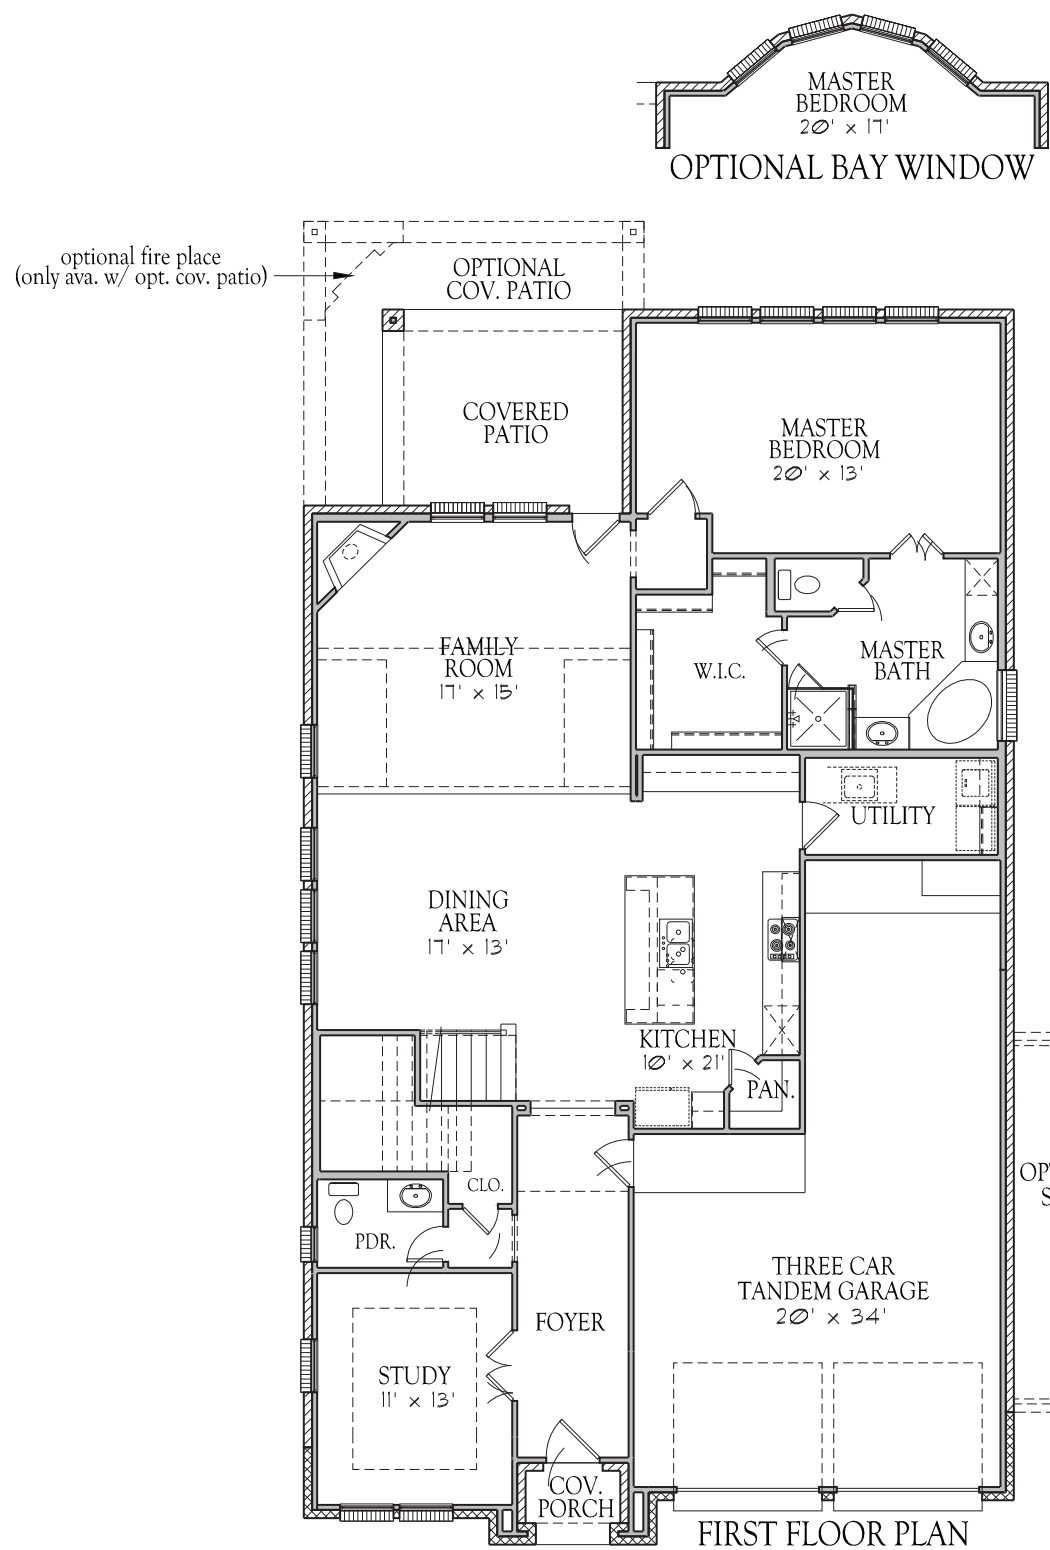 MASTER
BEDROOM
20' x 17'
OPTIONAL BAY WINDOW
optional fire place
(only ava. w/ opt. cov. patio)
OPTIONAL
COV. PATIO
COVERED
PATIO
MASTER
BEDROOM
20' x 13'
FAMILY
ROOM
17' x 15'
W.I.C.
MASTER
BATH
UTILITY
DINING
AREA
17' x 13'
KITCHEN
10' x 21'
PAN.
CLO.
PDR.
THREE CAR
TANDEM GARAGE
20' x 34'
FOYER
STUDY
11' x 13'
COV.
PORCH
FIRST FLOOR PLAN